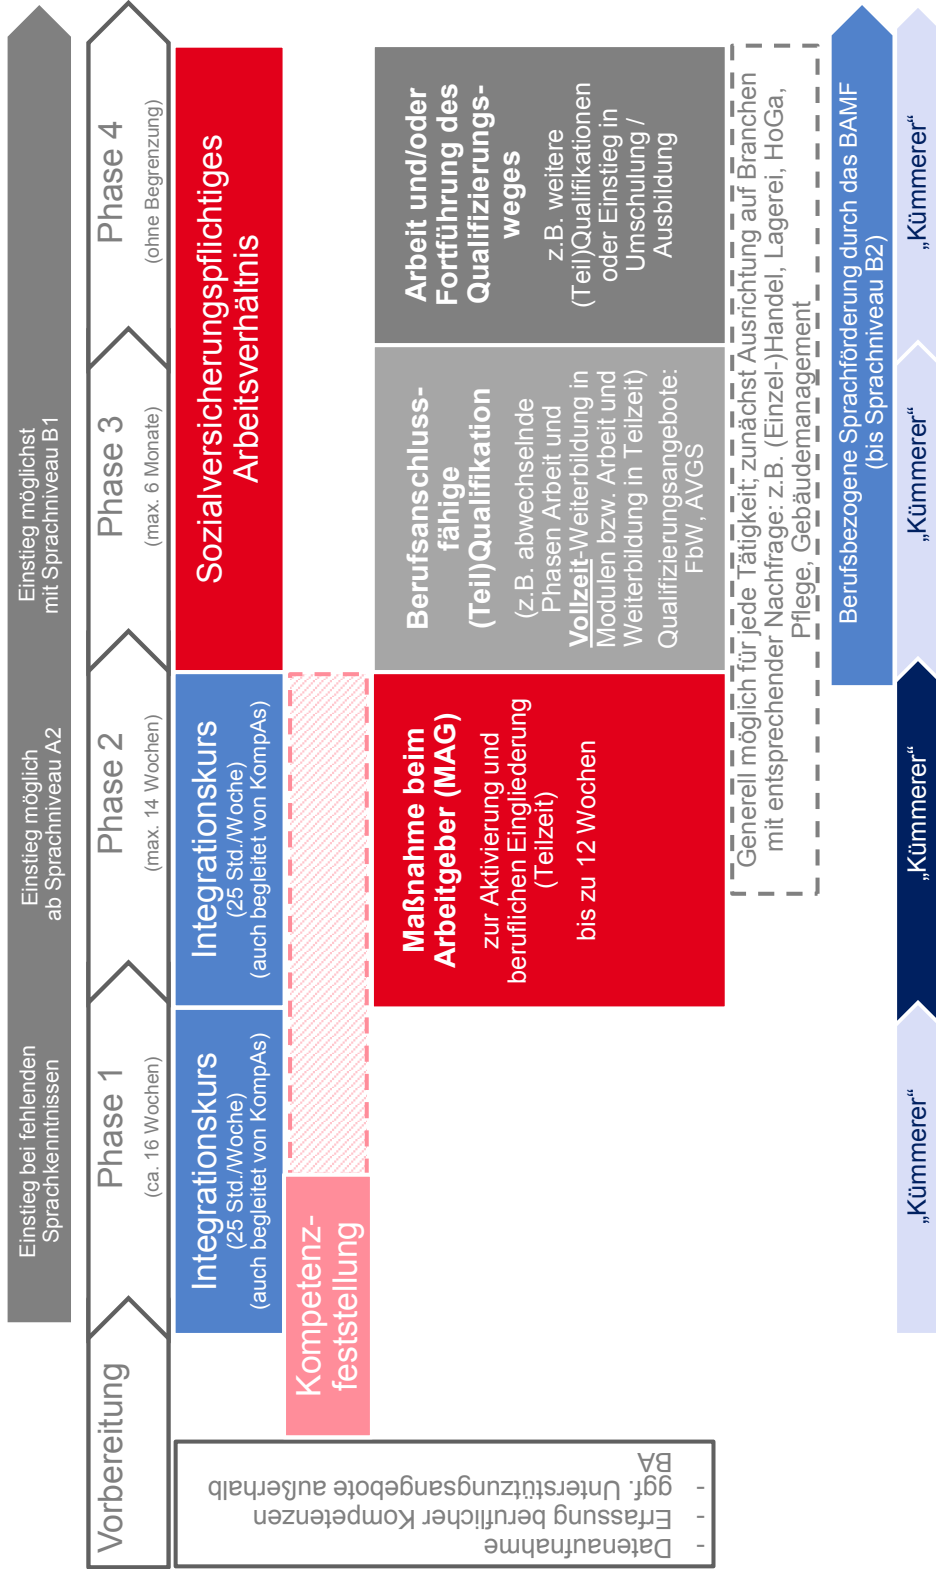 Einstieg bei fehlenden
Sprachkenntnissen
Einstieg möglich
ab Sprachniveau A2
Einstieg möglichst
mit Sprachniveau B1
Vorbereitung
Phase 1
(ca. 16 Wochen)
Phase 2
(max. 14 Wochen)
Phase 3
(max. 6 Monate)
Phase 4
(ohne Begrenzung)
- Datenaufnahme
- Erfassung beruflicher Kompetenzen
- ggf. Unterstützungsangebote außerhalb
BA
Integrationskurs
(25 Std./Woche)
(auch begleitet von KompAs)
Integrationskurs
(25 Std./Woche)
(auch begleitet von KompAs)
Sozialversicherungspflichtiges
Arbeitsverhältnis
Kompetenz-
feststellung
Maßnahme beim
Arbeitgeber (MAG)
zur Aktivierung und
beruflichen Eingliederung
(Teilzeit)
bis zu 12 Wochen
Berufsanschluss-
fähige
(Teil)Qualifikation
(z.B. abwechselnde
Phasen Arbeit und
Vollzeit-Weiterbildung in
Modulen bzw. Arbeit und
Weiterbildung in Teilzeit)
Qualifizierungsangebote:
FbW, AVGS
Arbeit und/oder
Fortführung des
Qualifizierungs-
weges
z.B. weitere
(Teil)Qualifikationen
oder Einstieg in
Umschulung /
Ausbildung
Generell möglich für jede Tätigkeit; zunächst Ausrichtung auf Branchen
mit entsprechender Nachfrage: z.B. (Einzel-)Handel, Lagerei, HoGa,
Pflege, Gebäudemanagement
Berufsbezogene Sprachförderung durch das BAMF
(bis Sprachniveau B2)
„Kümmerer“
„Kümmerer“
„Kümmerer“
„Kümmerer“